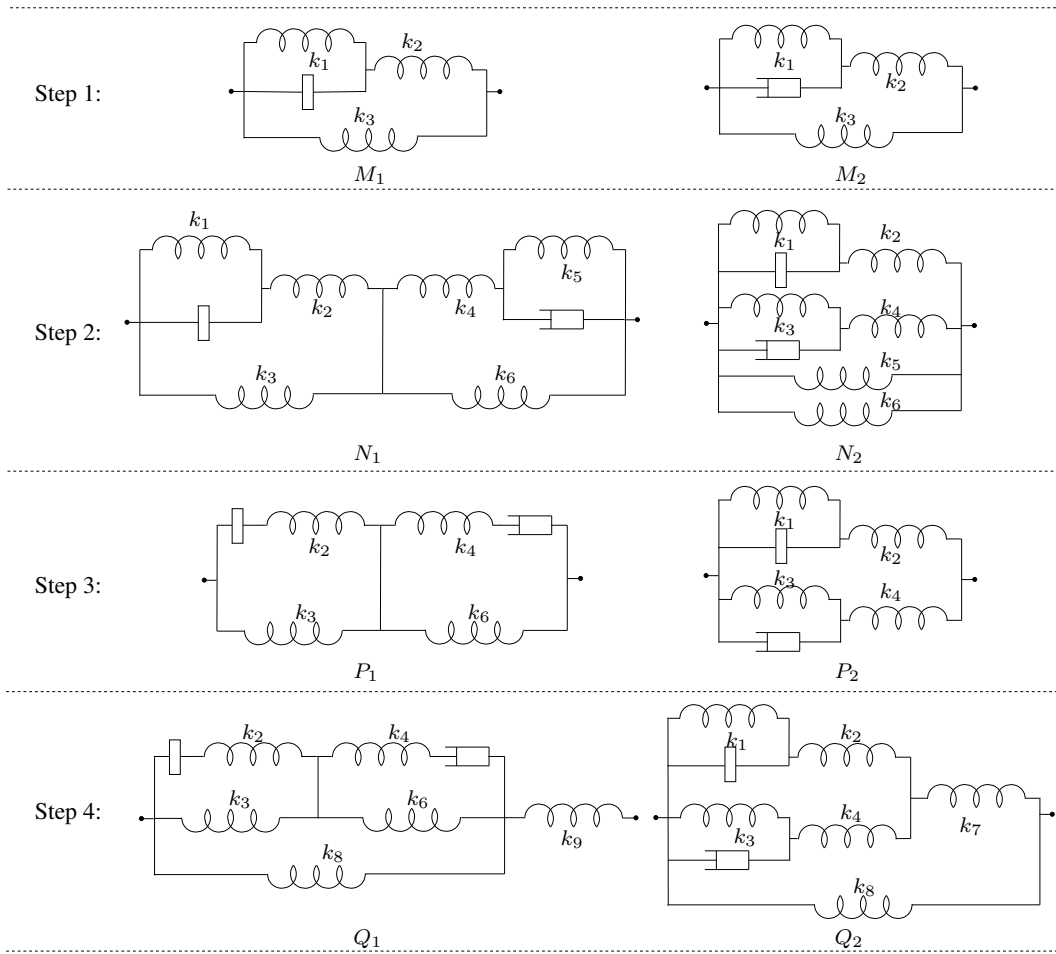 Step 1:
k₁ k₂
k₃
M₁
k₁
k₂
k₃
M₂
Step 2:
k₁
k₂ k₄ k₅
k₃ k₆
N₁
k₁ k₂
k₃ k₄
k₅
k₆
N₂
Step 3:
k₂ k₄
k₃ k₆
P₁
k₁
k₂
k₃ k₄
P₂
Step 4:
k₂ k₄
k₃ k₆
k₉
k₈
Q₁
k₁ k₂
k₃ k₄ k₇
k₈
Q₂